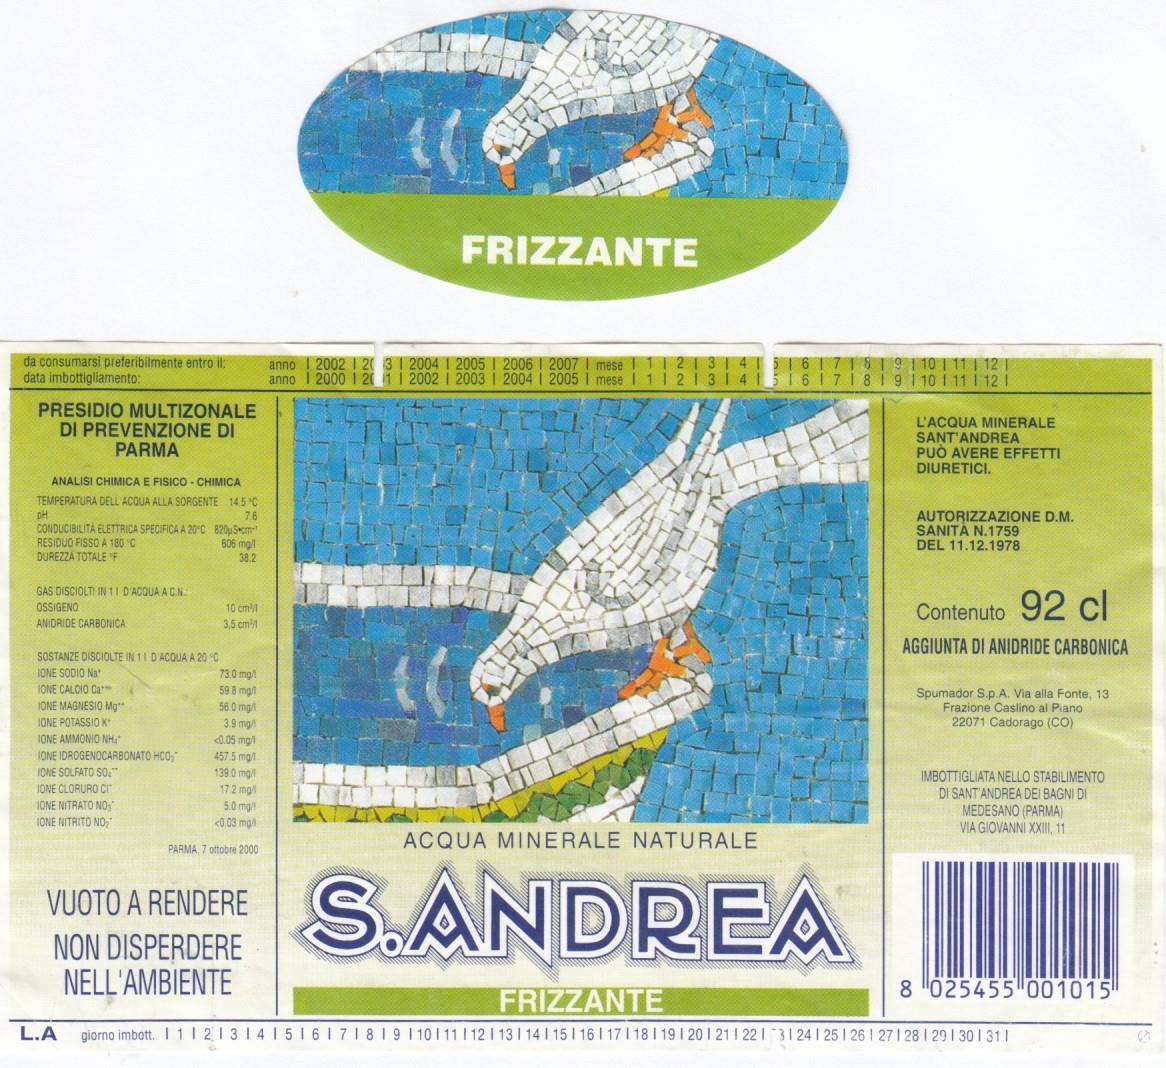 FRIZZANTE
da consumarsi preferibilmente entro il: anno | 2002 | 2003 | 2004 | 2005 | 2006 | 2007 | mese | 1 | 2 | 3 | 4 | 5 | 6 | 7 | 8 | 9 | 10 | 11 | 12 |
data imbottigliamento: anno | 2000 | 2001 | 2002 | 2003 | 2004 | 2005 | mese | 1 | 2 | 3 | 4 | 5 | 6 | 7 | 8 | 9 | 10 | 11 | 12 |
PRESIDIO MULTIZONALE
DI PREVENZIONE DI
PARMA
ANALISI CHIMICA E FISICO - CHIMICA
TEMPERATURA DELL'ACQUA ALLA SORGENTE 14.5 °C
pH 7.6
CONDUCIBILITÀ ELETTRICA SPECIFICA A 20°C 820µS•cm⁻¹
RESIDUO FISSO A 180 °C 606 mg/l
DUREZZA TOTALE °F 38.2
GAS DISCIOLTI IN 1 l D'ACQUA A C.N.:
OSSIGENO 10 cm³/l
ANIDRIDE CARBONICA 3,5 cm³/l
SOSTANZE DISCIOLTE IN 1 l D'ACQUA A 20 °C
IONE SODIO Na⁺ 73.0 mg/l
IONE CALCIO Ca⁺⁺ 59.8 mg/l
IONE MAGNESIO Mg⁺⁺ 56.0 mg/l
IONE POTASSIO K⁺ 3.9 mg/l
IONE AMMONIO NH₄⁺ <0.05 mg/l
IONE IDROGENOCARBONATO HCO₃⁻ 457.5 mg/l
IONE SOLFATO SO₄⁻⁻ 139.0 mg/l
IONE CLORURO Cl⁻ 17.2 mg/l
IONE NITRATO NO₃⁻ 5.0 mg/l
IONE NITRITO NO₂⁻ <0.03 mg/l
PARMA, 7 ottobre 2000
VUOTO A RENDERE
NON DISPERDERE
NELL'AMBIENTE
ACQUA MINERALE NATURALE
S.ANDREA
FRIZZANTE
L'ACQUA MINERALE
SANT'ANDREA
PUÒ AVERE EFFETTI
DIURETICI.
AUTORIZZAZIONE D.M.
SANITÀ N.1759
DEL 11.12.1978
Contenuto 92 cl
AGGIUNTA DI ANIDRIDE CARBONICA
Spumador S.p.A. Via alla Fonte, 13
Frazione Caslino al Piano
22071 Cadorago (CO)
IMBOTTIGLIATA NELLO STABILIMENTO
DI SANT'ANDREA DEI BAGNI DI
MEDESANO (PARMA)
VIA GIOVANNI XXIII, 11
8 025455 001015
L.A giorno imbott. | 1 | 2 | 3 | 4 | 5 | 6 | 7 | 8 | 9 | 10 | 11 | 12 | 13 | 14 | 15 | 16 | 17 | 18 | 19 | 20 | 21 | 22 | 23 | 24 | 25 | 26 | 27 | 28 | 29 | 30 | 31 |